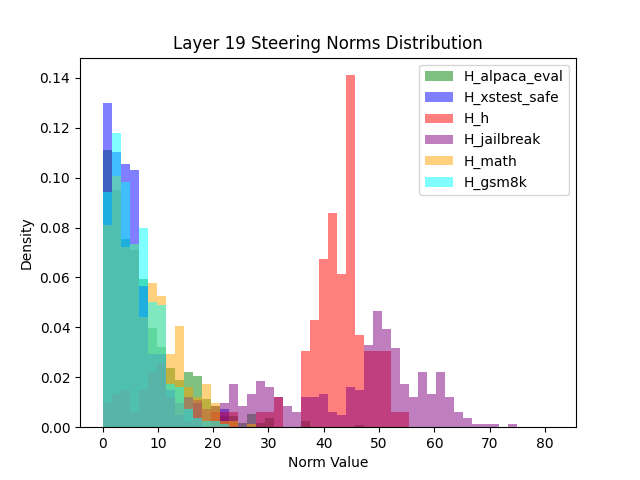 Layer 19 Steering Norms Distribution
H_alpaca_eval
H_xstest_safe
H_h
H_jailbreak
H_math
H_gsm8k
0.14
0.12
0.10
0.08
0.06
0.04
0.02
0.00
Density
0 10 20 30 40 50 60 70 80
Norm Value